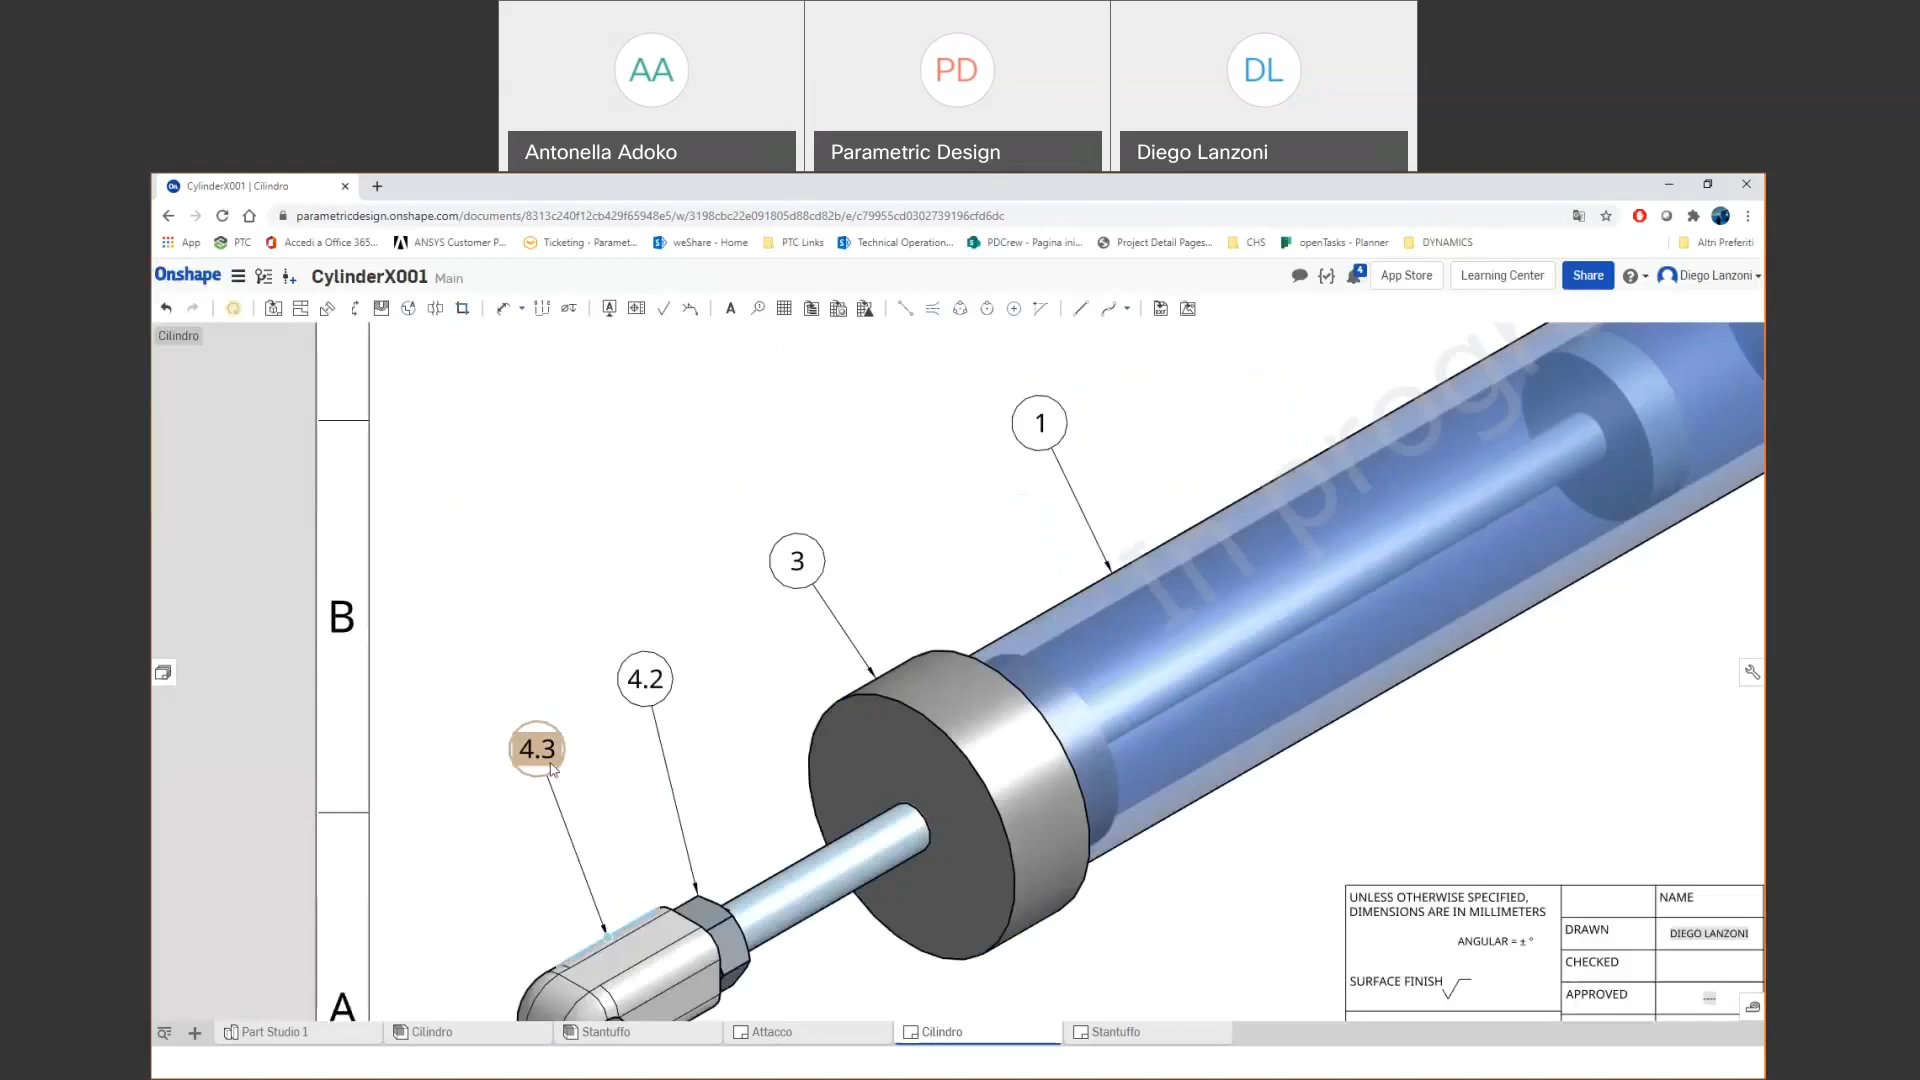 AA
PD
DL
Antonella Adoko
Parametric Design
Diego Lanzoni
On CylinderX001 | Cilindro
parametricdesign.onshape.com/documents/8313c240f12cb429f65948e5/w/3198cbc22e091805d88cd82b/e/c79955cd0302739196cfd6dc
App PTC Accedi a Office 365... ANSYS Customer P... Ticketing - Paramet... weShare - Home PTC Links Technical Operation... PDCrew - Pagina ini... Project Detail Pages... CHS openTasks - Planner DYNAMICS Altri Preferiti
Onshape CylinderX001 Main 4 App Store Learning Center Share Diego Lanzoni
Cilindro
In progr
1
3
B
4.2
4.3
UNLESS OTHERWISE SPECIFIED,
DIMENSIONS ARE IN MILLIMETERS
ANGULAR = ± °
SURFACE FINISH
NAME
DRAWN DIEGO LANZONI
CHECKED
APPROVED ----
A
Part Studio 1 Cilindro Stantuffo Attacco Cilindro Stantuffo